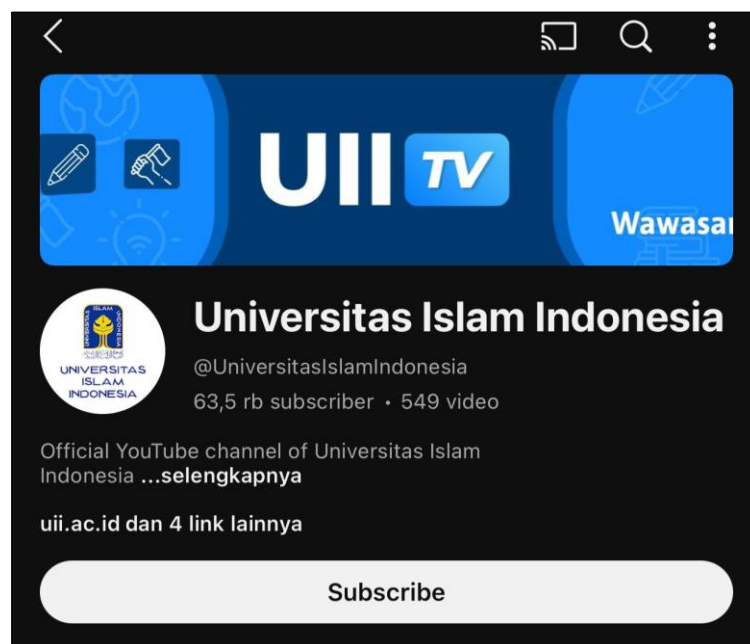 UII TV
Wawasa
Universitas Islam Indonesia
UNIVERSITAS
ISLAM
INDONESIA
@UniversitasIslamIndonesia
63,5 rb subscriber • 549 video
Official YouTube channel of Universitas Islam
Indonesia ...selengkapnya
uii.ac.id dan 4 link lainnya
Subscribe